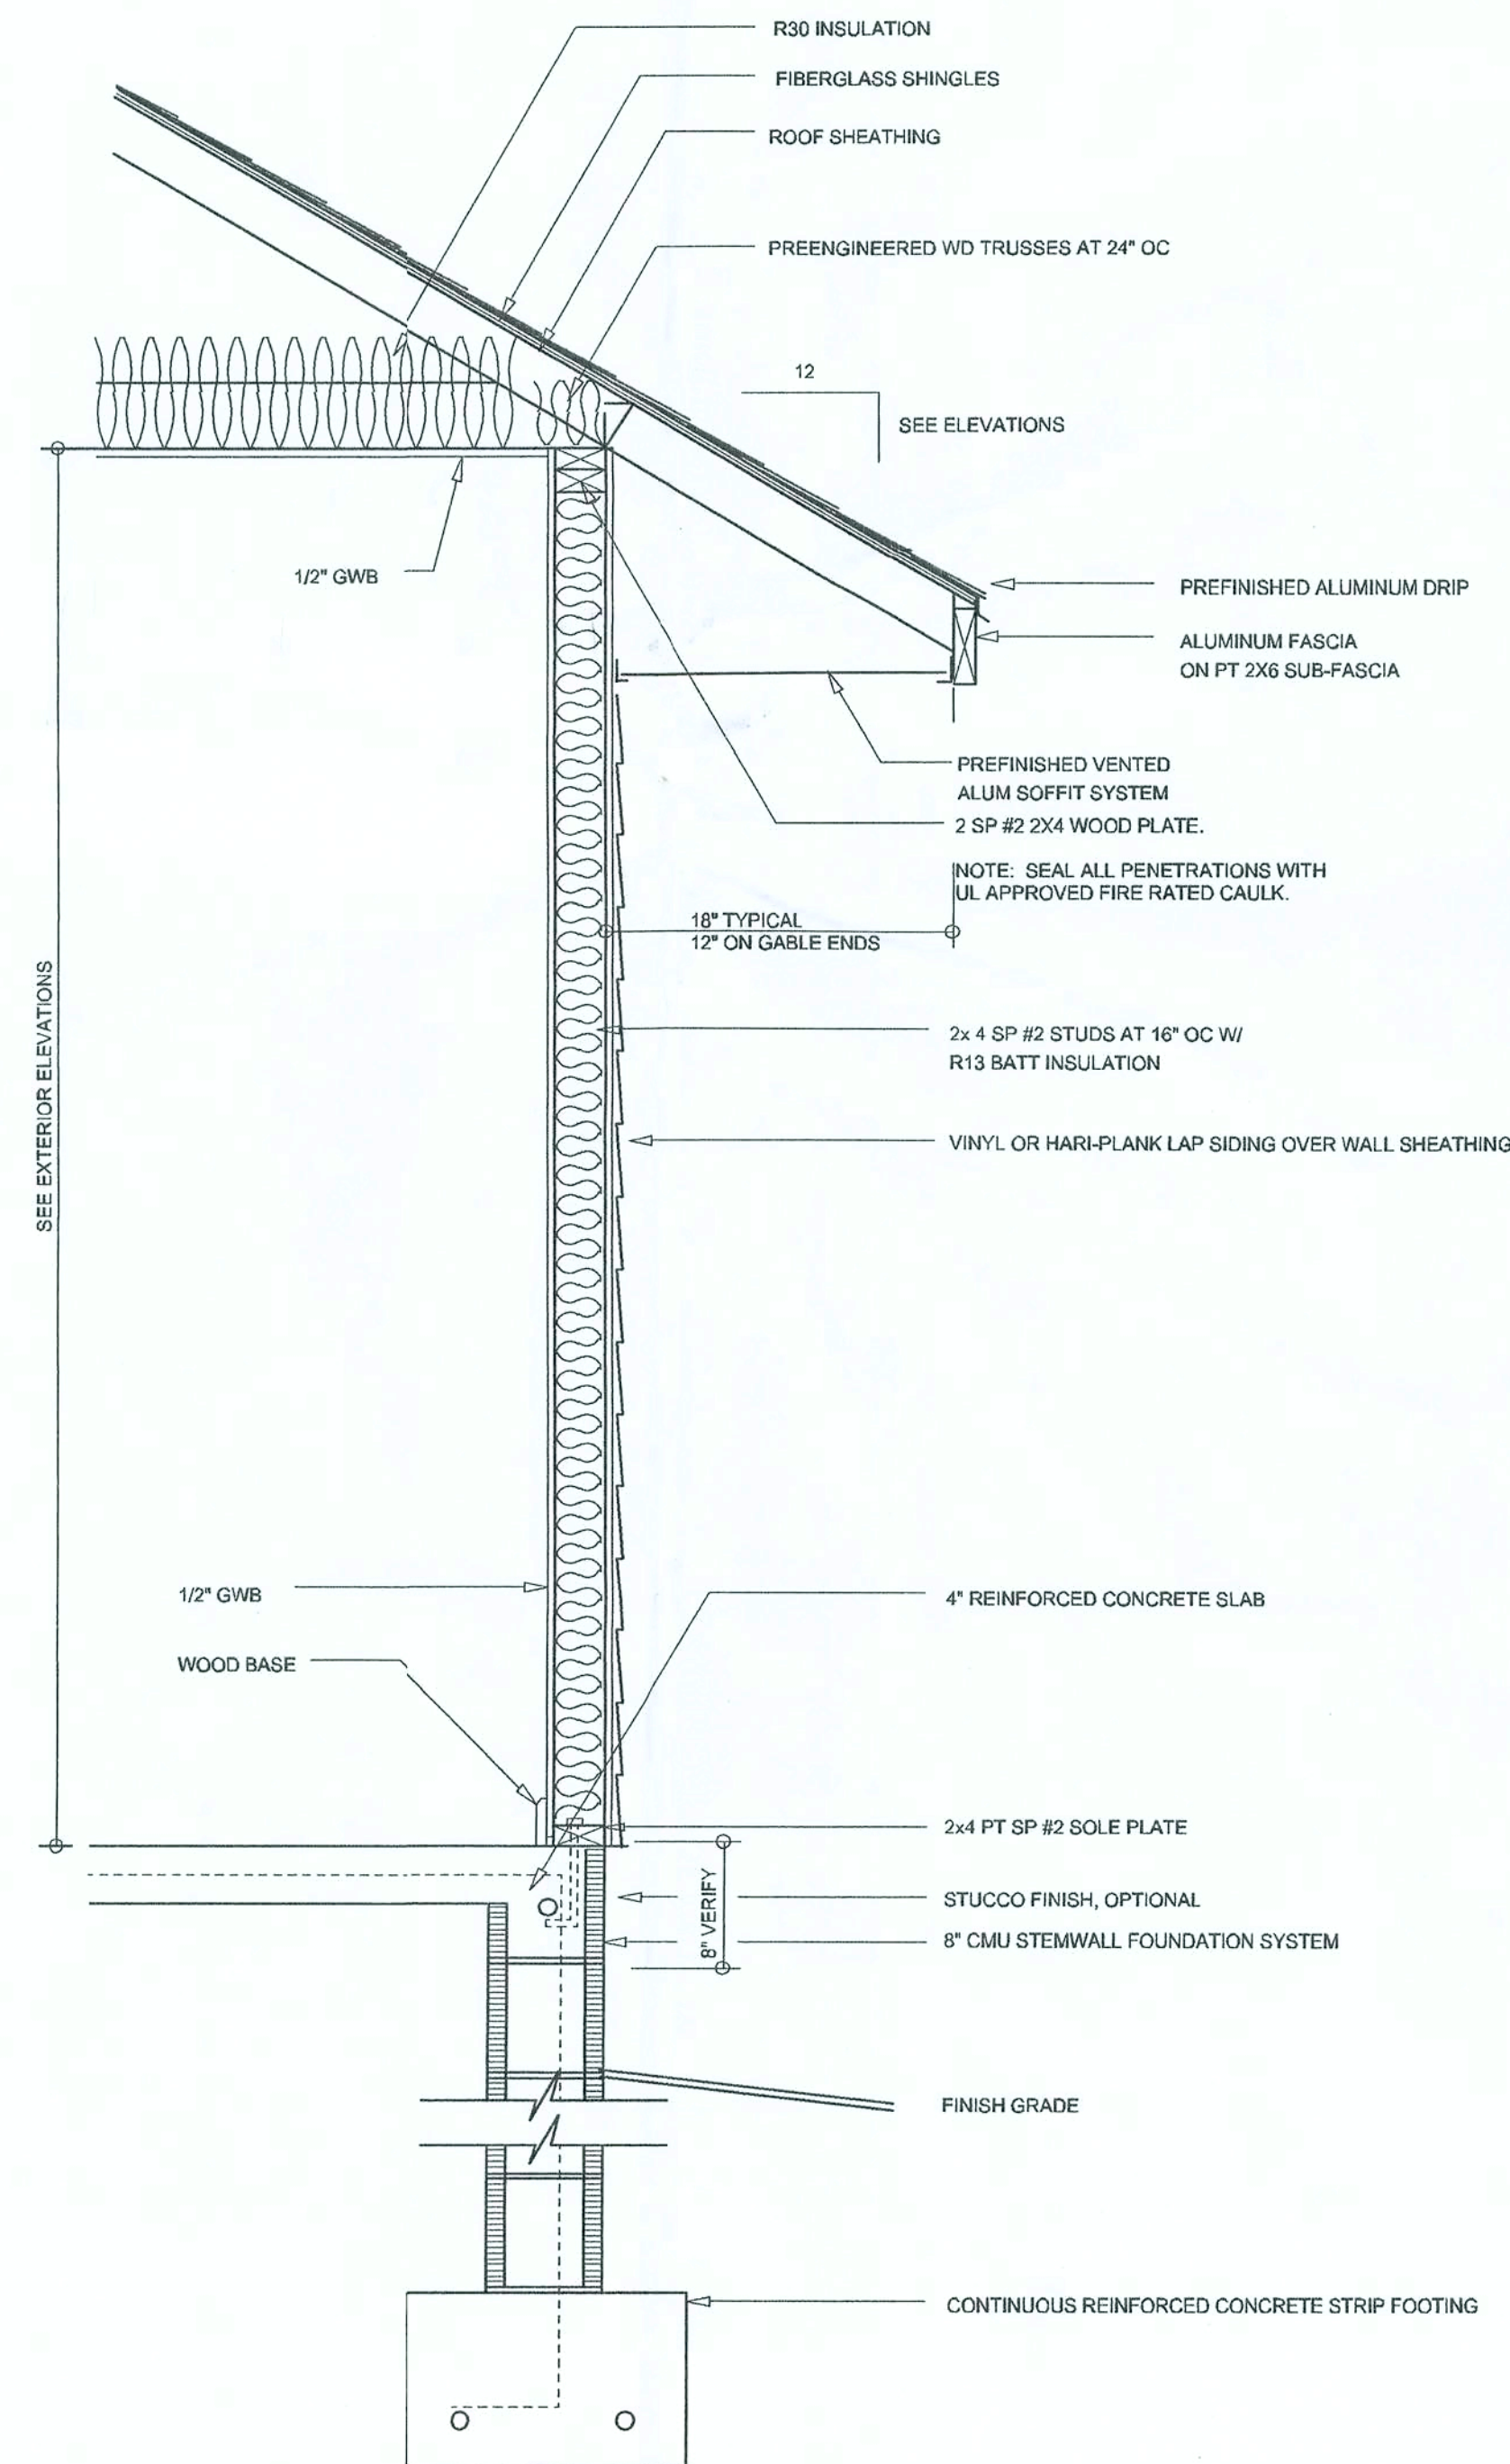 R30 INSULATION
FIBERGLASS SHINGLES
ROOF SHEATHING
PREENGINEERED WD TRUSSES AT 24" OC
12
SEE ELEVATIONS
1/2" GWB
PREFINISHED ALUMINUM DRIP
ALUMINUM FASCIA
ON PT 2X6 SUB-FASCIA
PREFINISHED VENTED
ALUM SOFFIT SYSTEM
2 SP #2 2X4 WOOD PLATE.
NOTE: SEAL ALL PENETRATIONS WITH
UL APPROVED FIRE RATED CAULK.
18" TYPICAL
12" ON GABLE ENDS
SEE EXTERIOR ELEVATIONS
2x 4 SP #2 STUDS AT 16" OC W/
R13 BATT INSULATION
VINYL OR HARI-PLANK LAP SIDING OVER WALL SHEATHING
1/2" GWB
4" REINFORCED CONCRETE SLAB
WOOD BASE
2x4 PT SP #2 SOLE PLATE
8" VERIFY
STUCCO FINISH, OPTIONAL
8" CMU STEMWALL FOUNDATION SYSTEM
FINISH GRADE
CONTINUOUS REINFORCED CONCRETE STRIP FOOTING